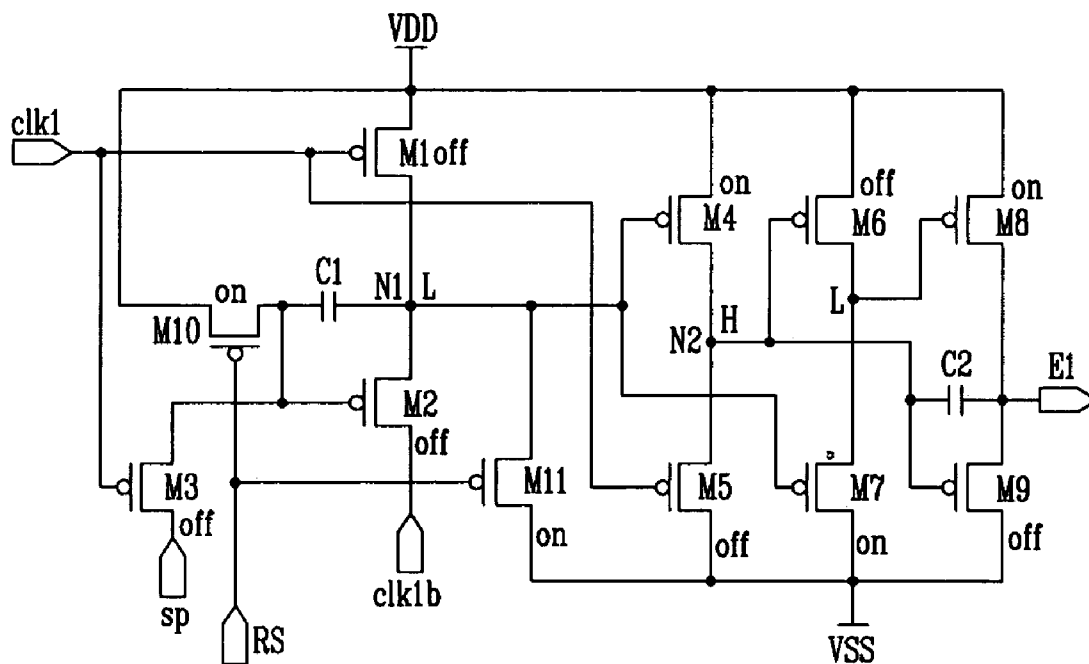 VDD
clk1
M1off
on
M4
off
M6
on
M8
C1
N1 L
on
M10
H
N2
L
C2
E1
M2
off
M3
off
M11
on
M5
off
M7
on
M9
off
sp
RS
clk1b
VSS